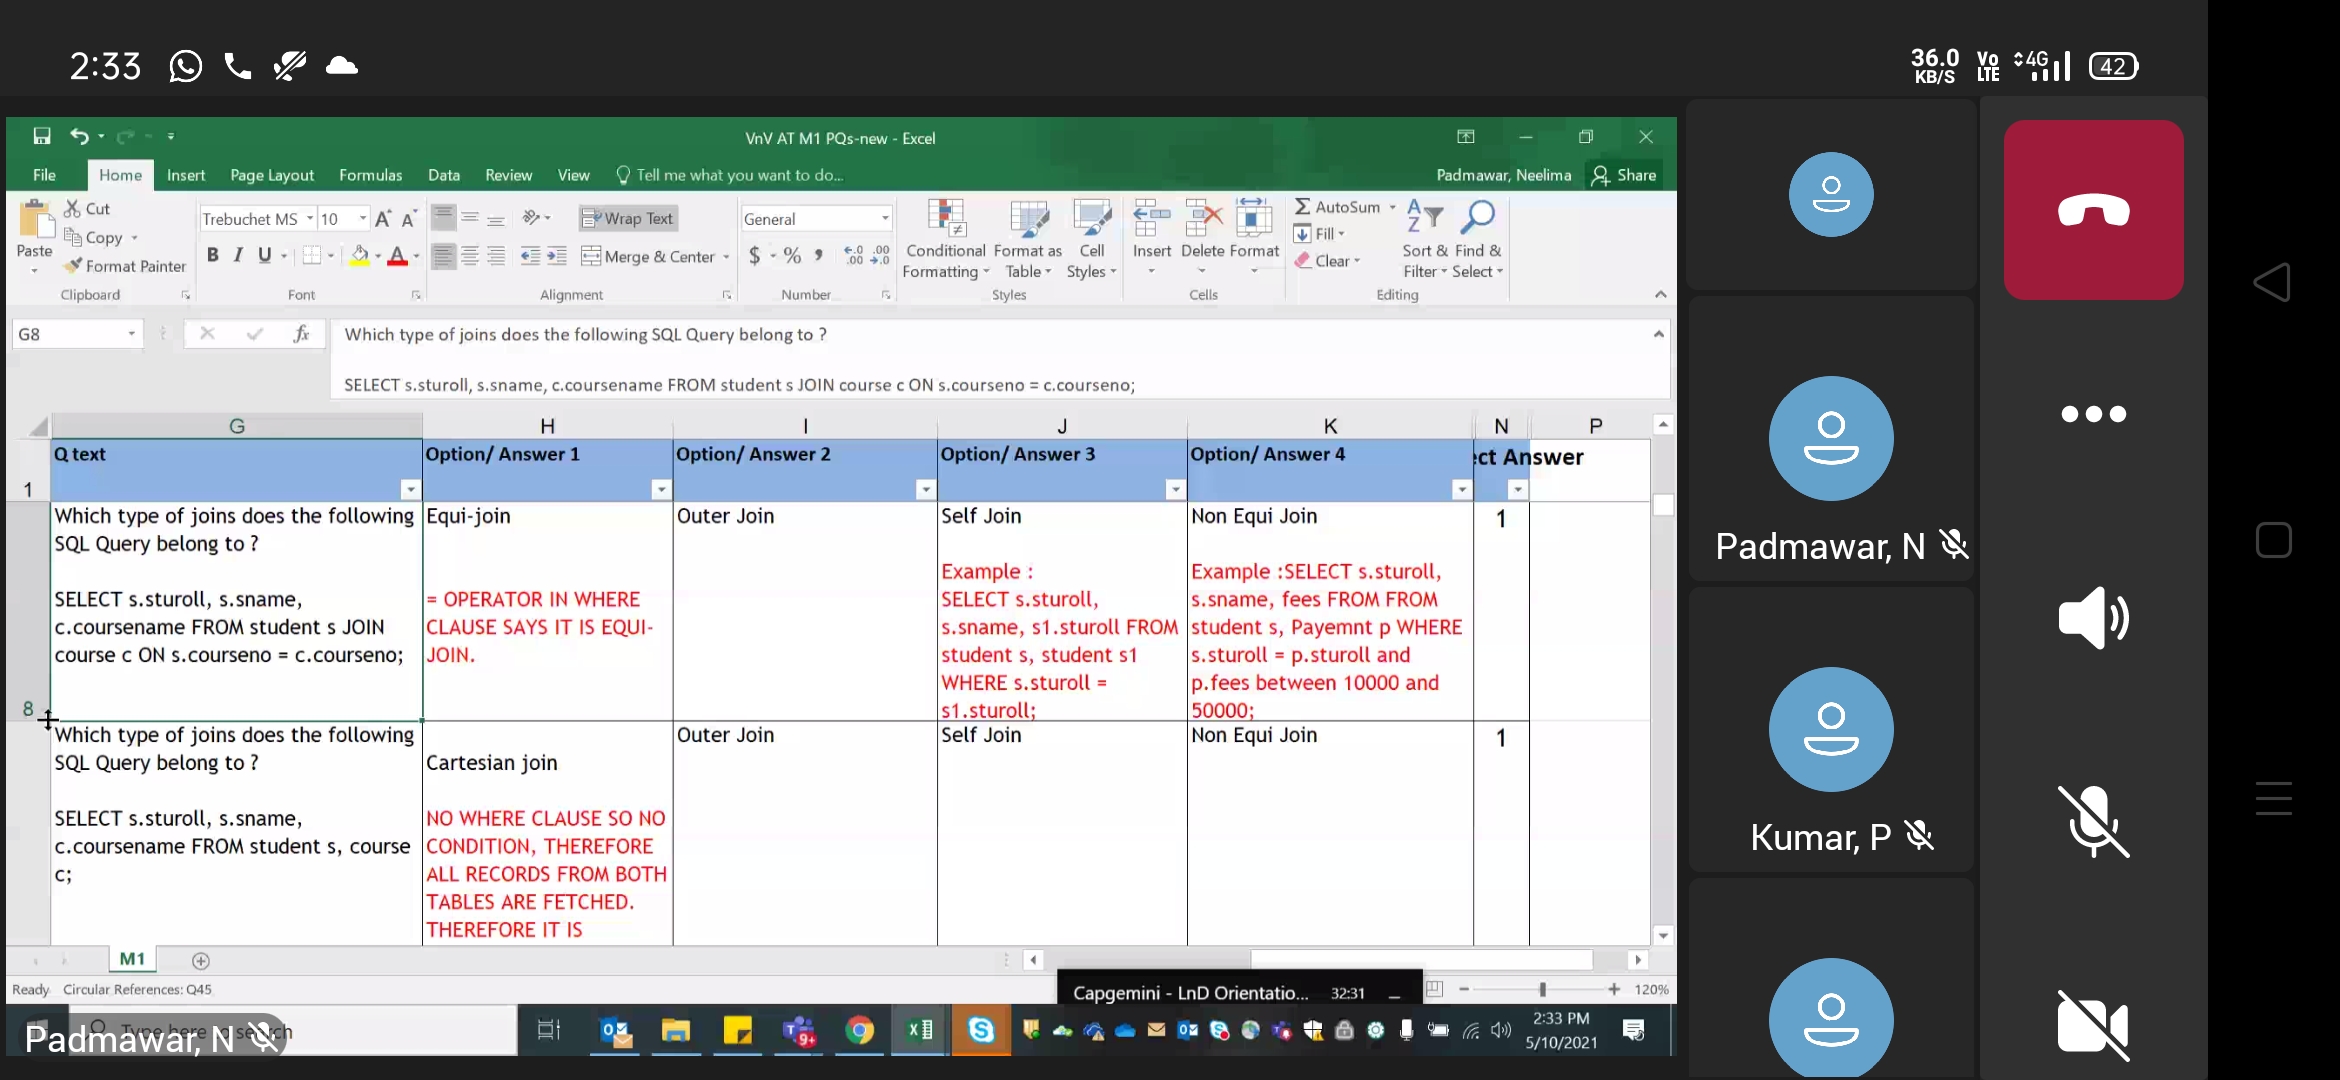 2:33
36.0 KB/S Vo LTE 4G 42
VnV AT M1 PQs-new - Excel
File Home Insert Page Layout Formulas Data Review View Tell me what you want to do... Padmawar, Neelima Share
Paste
Cut
Copy
Format Painter
Clipboard
Trebuchet MS 10
B I U
Font
Wrap Text
Merge & Center
Alignment
General
$ % ,
Number
Conditional Formatting
Format as Table
Cell Styles
Styles
Insert Delete Format
Cells
AutoSum
Fill
Clear
Sort & Filter
Find & Select
Editing
G8
fx
Which type of joins does the following SQL Query belong to ?
SELECT s.sturoll, s.sname, c.coursename FROM student s JOIN course c ON s.courseno = c.courseno;
G H I J K N P
1
Q text
Option/ Answer 1
Option/ Answer 2
Option/ Answer 3
Option/ Answer 4
ct Answer
8
Which type of joins does the following
SQL Query belong to ?
SELECT s.sturoll, s.sname,
c.coursename FROM student s JOIN
course c ON s.courseno = c.courseno;
Equi-join
= OPERATOR IN WHERE
CLAUSE SAYS IT IS EQUI-
JOIN.
Outer Join
Self Join
Example :
SELECT s.sturoll,
s.sname, s1.sturoll FROM
student s, student s1
WHERE s.sturoll =
s1.sturoll;
Non Equi Join
Example :SELECT s.sturoll,
s.sname, fees FROM FROM
student s, Payemnt p WHERE
s.sturoll = p.sturoll and
p.fees between 10000 and
50000;
1
Which type of joins does the following
SQL Query belong to ?
SELECT s.sturoll, s.sname,
c.coursename FROM student s, course
c;
Cartesian join
NO WHERE CLAUSE SO NO
CONDITION, THEREFORE
ALL RECORDS FROM BOTH
TABLES ARE FETCHED.
THEREFORE IT IS
Outer Join
Self Join
Non Equi Join
1
M1
Ready Circular References: Q45
Capgemini - LnD Orientatio... 32:31
120%
Type here to search
Padmawar, N
9+
2:33 PM
5/10/2021
Padmawar, N
Kumar, P